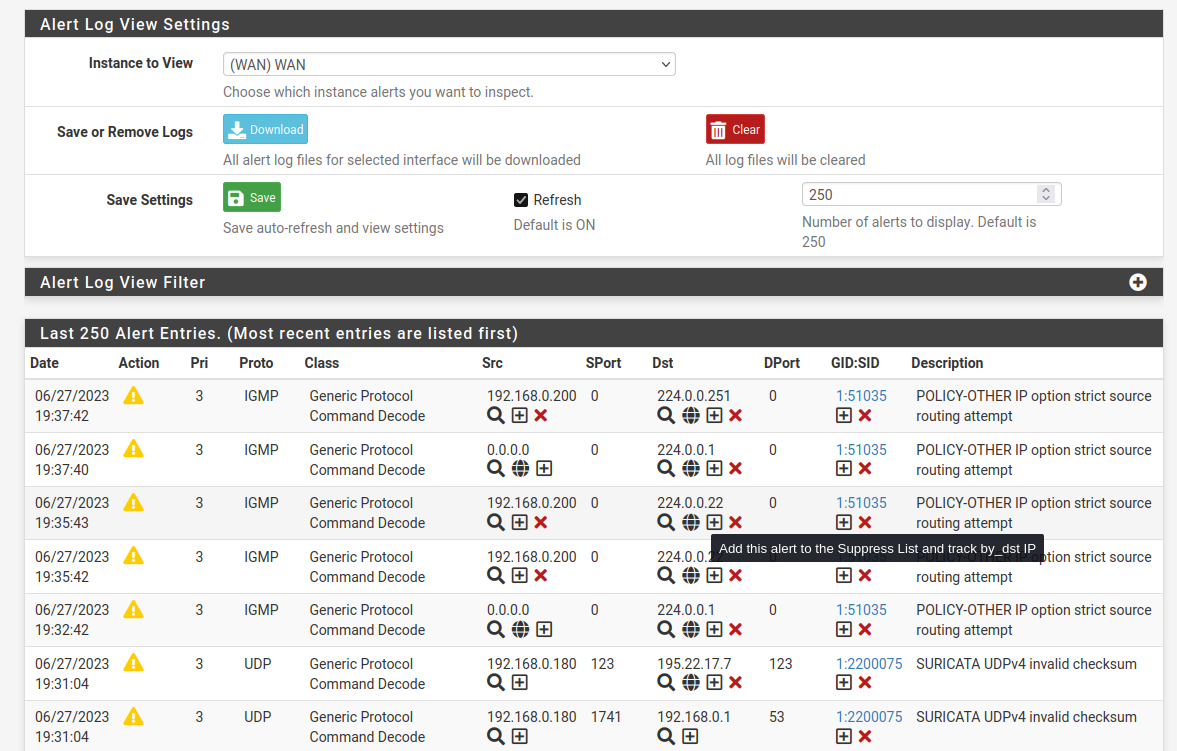 Alert Log View Settings
Instance to View
(WAN) WAN
Choose which instance alerts you want to inspect.
Save or Remove Logs
Download
Clear
All alert log files for selected interface will be downloaded
All log files will be cleared
Save Settings
Save
Refresh
250
Save auto-refresh and view settings
Default is ON
Number of alerts to display. Default is
250
Alert Log View Filter
Last 250 Alert Entries. (Most recent entries are listed first)
Date Action Pri Proto Class Src SPort Dst DPort GID:SID Description
06/27/2023 3 IGMP Generic Protocol 192.168.0.200 0 224.0.0.251 0 1:51035 POLICY-OTHER IP option strict source
19:37:42 Command Decode routing attempt
06/27/2023 3 IGMP Generic Protocol 0.0.0.0 0 224.0.0.1 0 1:51035 POLICY-OTHER IP option strict source
19:37:40 Command Decode routing attempt
06/27/2023 3 IGMP Generic Protocol 192.168.0.200 0 224.0.0.22 0 1:51035 POLICY-OTHER IP option strict source
19:35:43 Command Decode routing attempt
Add this alert to the Suppress List and track by_dst IP
06/27/2023 3 IGMP Generic Protocol 192.168.0.200 0 option strict source
19:35:42 Command Decode routing attempt
06/27/2023 3 IGMP Generic Protocol 0.0.0.0 0 224.0.0.1 0 1:51035 POLICY-OTHER IP option strict source
19:32:42 Command Decode routing attempt
06/27/2023 3 UDP Generic Protocol 192.168.0.180 123 195.22.17.7 123 1:2200075 SURICATA UDPv4 invalid checksum
19:31:04 Command Decode
06/27/2023 3 UDP Generic Protocol 192.168.0.180 1741 192.168.0.1 53 1:2200075 SURICATA UDPv4 invalid checksum
19:31:04 Command Decode